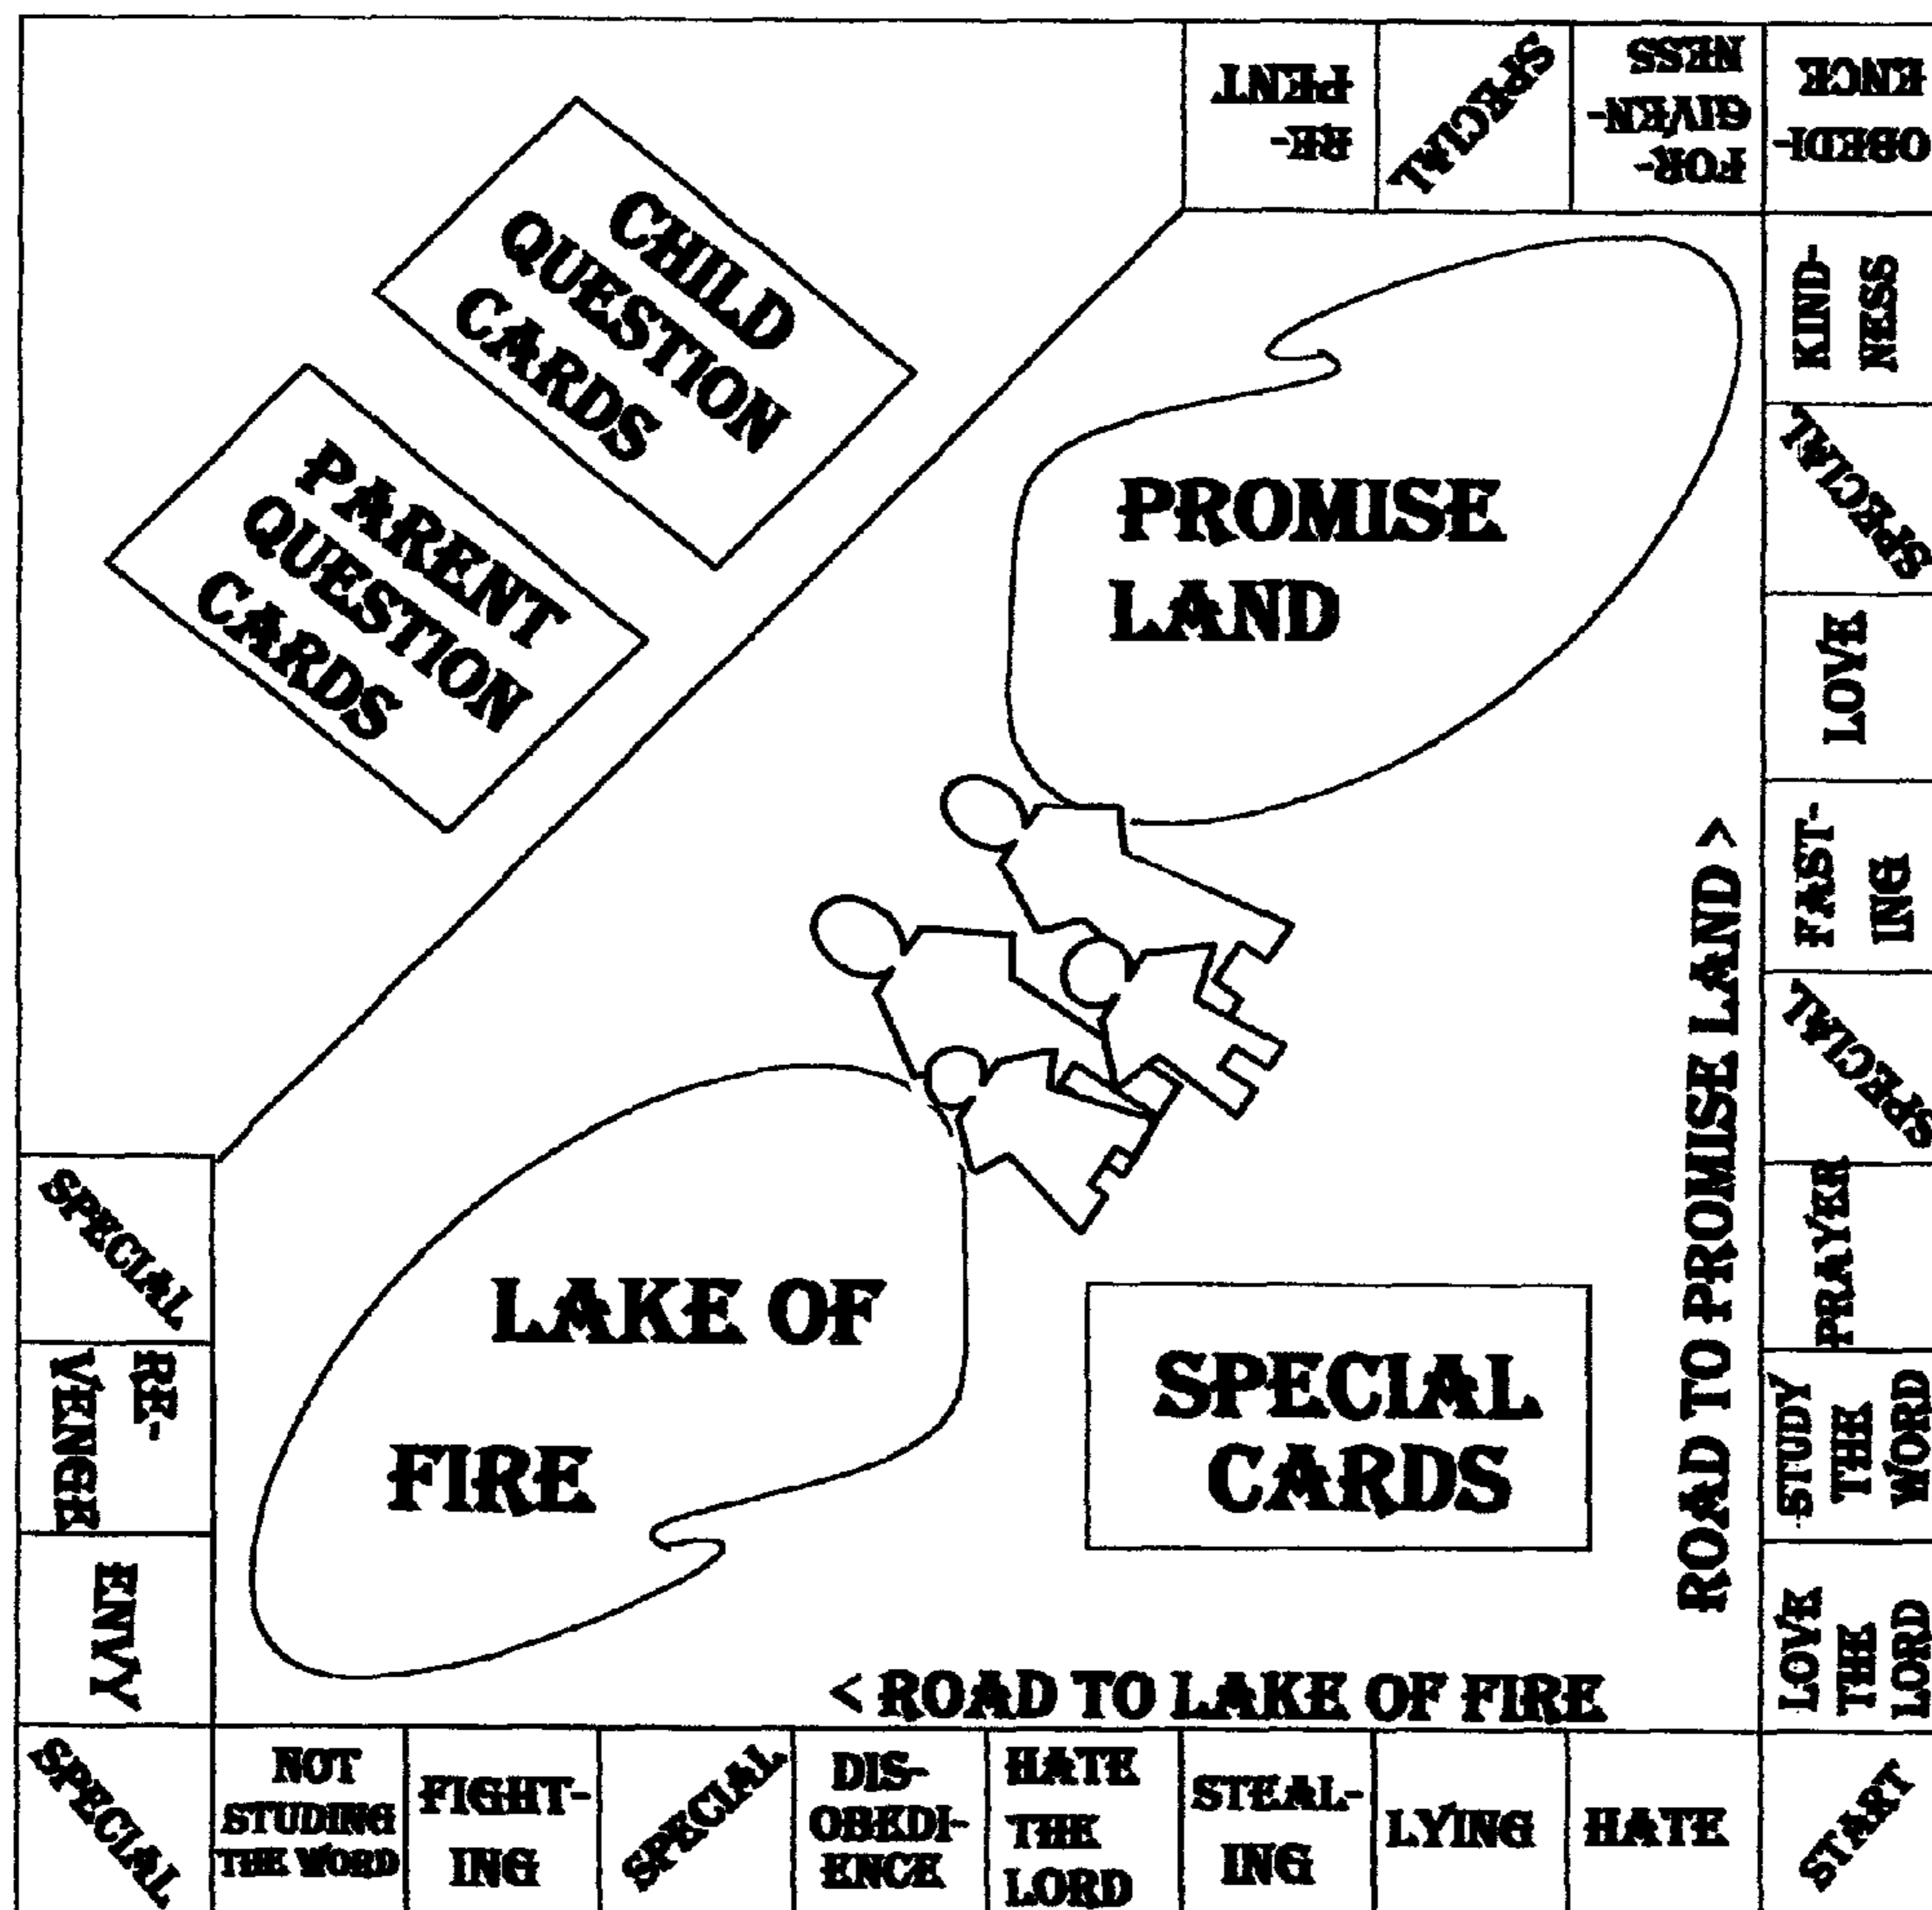 RE-
PENT
SPECIAL
FOR-
GIVEN-
NESS
OBEDI-
ENCE
CHILD
QUESTION
CARDS
PARENT
QUESTION
CARDS
PROMISE
LAND
KIND-
NESS
SPECIAL
LOVE
FAST-
ING
SPECIAL
PRAYER
STUDY
THE
WORD
LOVE
THE
LORD
ROAD TO PROMISE LAND >
SPECIAL
RE-
VENGE
ENVY
LAKE OF
FIRE
SPECIAL
CARDS
< ROAD TO LAKE OF FIRE
SPECIAL
NOT
STUDING
THE WORD
FIGHT-
ING
SPECIAL
DIS-
OBEDI-
ENCE
HATE
THE
LORD
STEAL-
ING
LYING
HATE
START